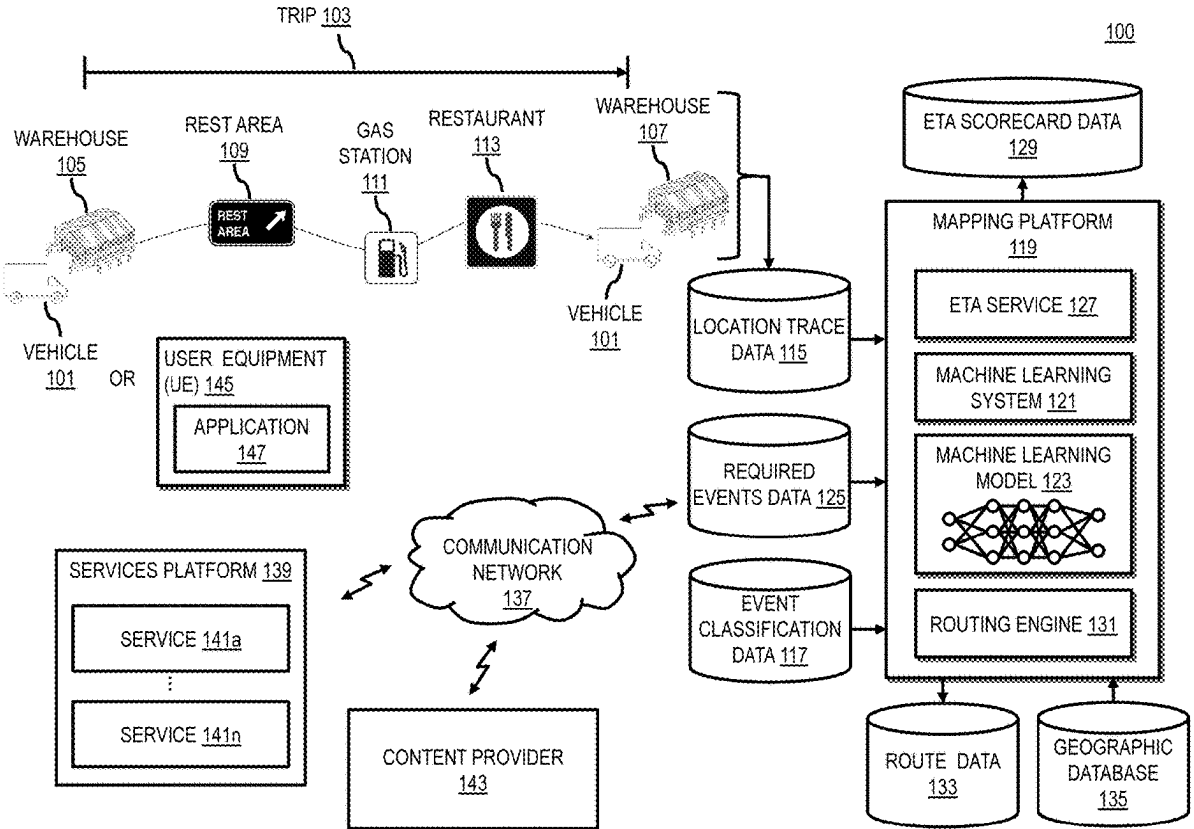 TRIP 103
100
WAREHOUSE
105
REST AREA
109
REST
AREA
GAS
STATION
111
RESTAURANT
113
WAREHOUSE
107
ETA SCORECARD DATA
129
VEHICLE
101
OR
VEHICLE
101
USER EQUIPMENT
(UE) 145
APPLICATION
147
LOCATION TRACE
DATA 115
REQUIRED
EVENTS DATA 125
EVENT
CLASSIFICATION
DATA 117
MAPPING PLATFORM
119
ETA SERVICE 127
MACHINE LEARNING
SYSTEM 121
MACHINE LEARNING
MODEL 123
ROUTING ENGINE 131
COMMUNICATION
NETWORK
137
SERVICES PLATFORM 139
SERVICE 141a
...
SERVICE 141n
CONTENT PROVIDER
143
ROUTE DATA
133
GEOGRAPHIC
DATABASE
135